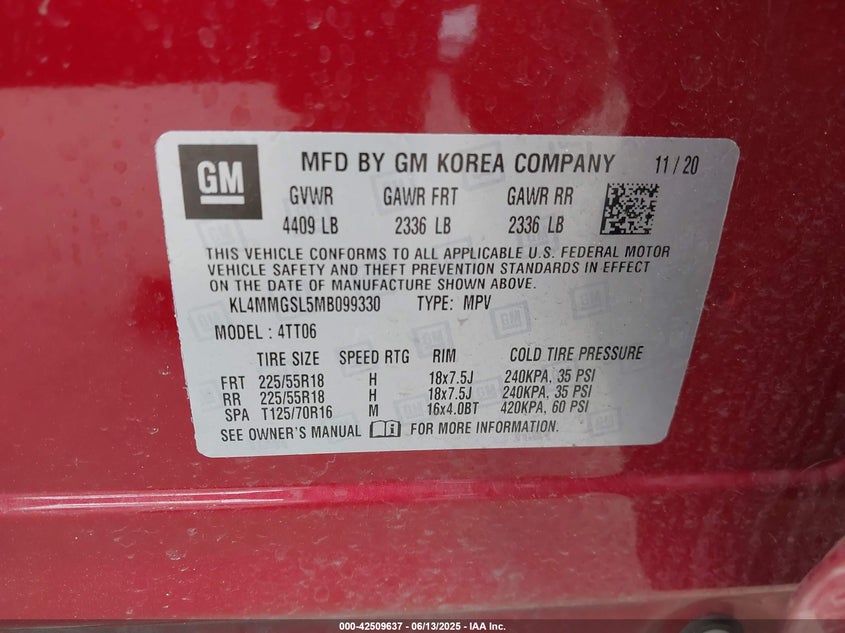 GM
MFD BY GM KOREA COMPANY 11/20
GVWR GAWR FRT GAWR RR
4409 LB 2336 LB 2336 LB
THIS VEHICLE CONFORMS TO ALL APPLICABLE U.S. FEDERAL MOTOR
VEHICLE SAFETY AND THEFT PREVENTION STANDARDS IN EFFECT
ON THE DATE OF MANUFACTURE SHOWN ABOVE.
KL4MMGSL5MB099330 TYPE: MPV
MODEL : 4TT06
TIRE SIZE SPEED RTG RIM COLD TIRE PRESSURE
FRT 225/55R18 H 18x7.5J 240KPA, 35 PSI
RR 225/55R18 H 18x7.5J 240KPA, 35 PSI
SPA T125/70R16 M 16x4.0BT 420KPA, 60 PSI
SEE OWNER'S MANUAL FOR MORE INFORMATION.
000-42509637 - 06/13/2025 - IAA Inc.